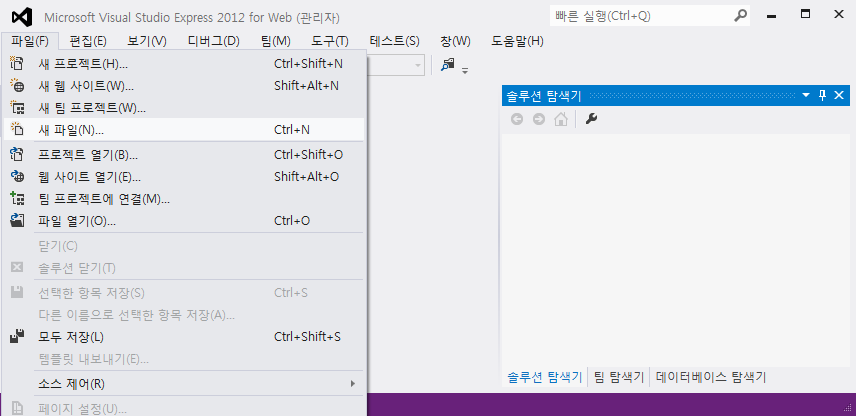 Microsoft Visual Studio Express 2012 for Web (관리자) 빠른 실행(Ctrl+Q)
파일(F) 편집(E) 보기(V) 디버그(D) 팀(M) 도구(T) 테스트(S) 창(W) 도움말(H)
새 프로젝트(H)... Ctrl+Shift+N
새 웹 사이트(W)... Shift+Alt+N
새 팀 프로젝트(W)...
새 파일(N)... Ctrl+N
프로젝트 열기(B)... Ctrl+Shift+O
웹 사이트 열기(E)... Shift+Alt+O
팀 프로젝트에 연결(M)...
파일 열기(O)... Ctrl+O
닫기(C)
솔루션 닫기(T)
선택한 항목 저장(S) Ctrl+S
다른 이름으로 선택한 항목 저장(A)...
모두 저장(L) Ctrl+Shift+S
템플릿 내보내기(E)...
소스 제어(R)
페이지 설정(U)...
솔루션 탐색기
솔루션 탐색기 팀 탐색기 데이터베이스 탐색기